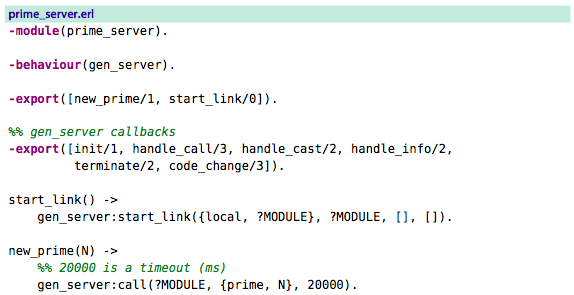 prime_server.erl
-module(prime_server).
-behaviour(gen_server).
-export([new_prime/1, start_link/0]).
%% gen_server callbacks
-export([init/1, handle_call/3, handle_cast/2, handle_info/2,
terminate/2, code_change/3]).
start_link() ->
gen_server:start_link({local, ?MODULE}, ?MODULE, [], []).
new_prime(N) ->
%% 20000 is a timeout (ms)
gen_server:call(?MODULE, {prime, N}, 20000).